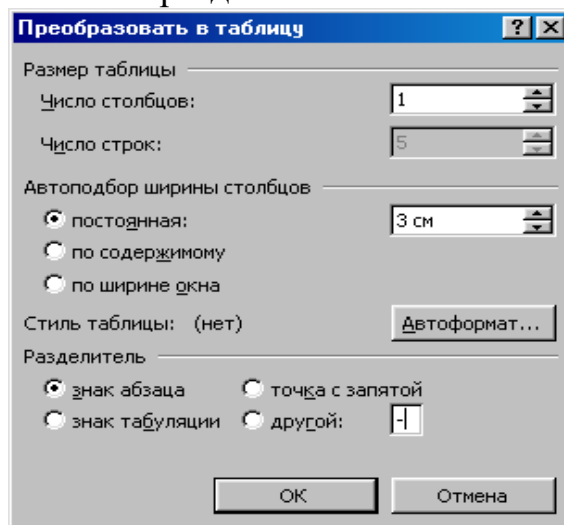 Преобразовать в таблицу
Размер таблицы
Число столбцов: 1
Число строк: 5
Автоподбор ширины столбцов
постоянная: 3 см
по содержимому
по ширине окна
Стиль таблицы: (нет) Автоформат...
Разделитель
знак абзаца точка с запятой
знак табуляции другой: -
ОК Отмена